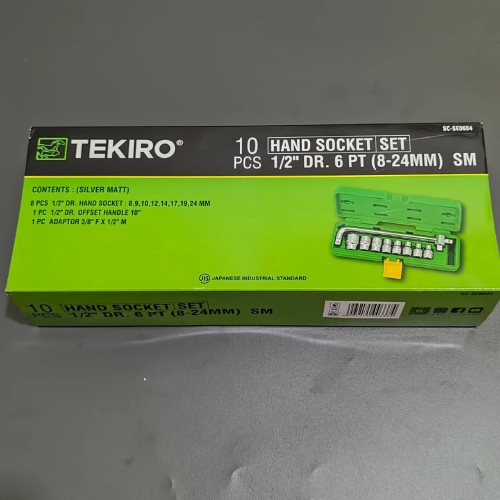 SC-SE0604
TEKIRO®
10 PCS HAND SOCKET SET
1/2" DR. 6 PT (8-24MM) SM
CONTENTS : (SILVER MATT)
8 PCS 1/2" DR. HAND SOCKET : 8,9,10,12,14,17,19,24 MM
1 PC 1/2" DR. OFFSET HANDLE 10"
1 PC ADAPTOR 3/8" F X 1/2" M
JIS JAPANESE INDUSTRIAL STANDARD
10 PCS HAND SOCKET SET
1/2" DR. 6 PT (8-24MM) SM